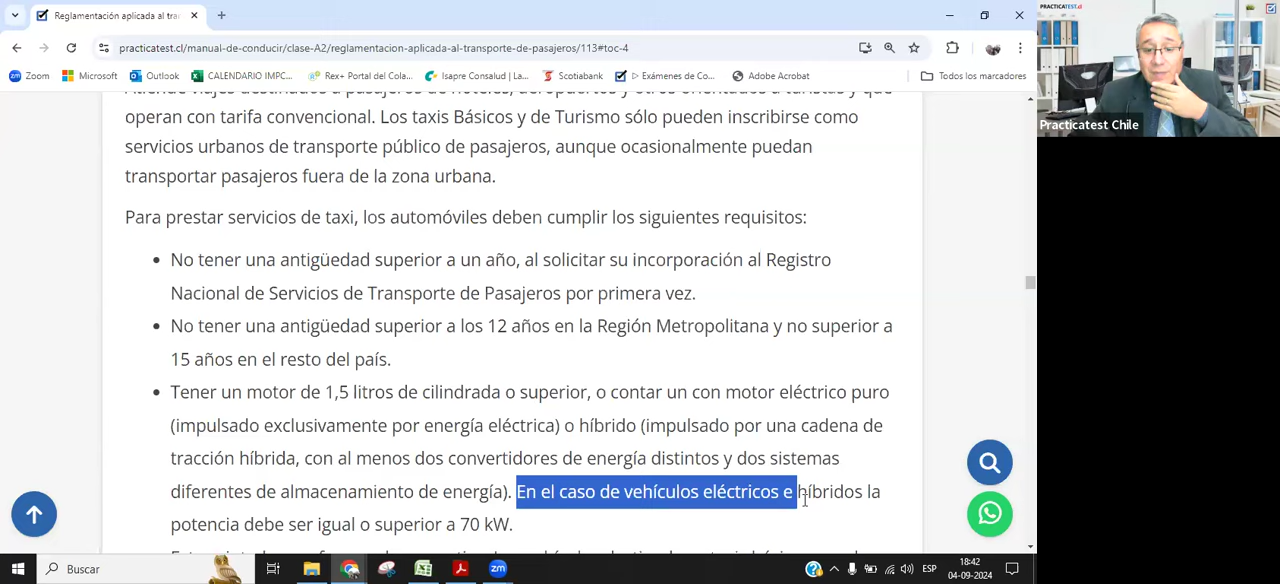 Reglamentación aplicada al tra
practicatest.cl/manual-de-conducir/clase-A2/reglamentacion-aplicada-al-transporte-de-pasajeros/113#toc-4
Zoom
Microsoft
Outlook
CALENDARIO IMPC...
Rex+ Portal del Cola...
Isapre Consalud | La...
Scotiabank
▷ Exámenes de Co...
Adobe Acrobat
Todos los marcadores
PRACTICATEST.cl
Practicatest Chile
operan con tarifa convencional. Los taxis Básicos y de Turismo sólo pueden inscribirse como
servicios urbanos de transporte público de pasajeros, aunque ocasionalmente puedan
transportar pasajeros fuera de la zona urbana.
Para prestar servicios de taxi, los automóviles deben cumplir los siguientes requisitos:
• No tener una antigüedad superior a un año, al solicitar su incorporación al Registro
Nacional de Servicios de Transporte de Pasajeros por primera vez.
• No tener una antigüedad superior a los 12 años en la Región Metropolitana y no superior a
15 años en el resto del país.
• Tener un motor de 1,5 litros de cilindrada o superior, o contar un con motor eléctrico puro
(impulsado exclusivamente por energía eléctrica) o híbrido (impulsado por una cadena de
tracción híbrida, con al menos dos convertidores de energía distintos y dos sistemas
diferentes de almacenamiento de energía). En el caso de vehículos eléctricos e híbridos la
potencia debe ser igual o superior a 70 kW.
Buscar
ESP
18:42
04-09-2024